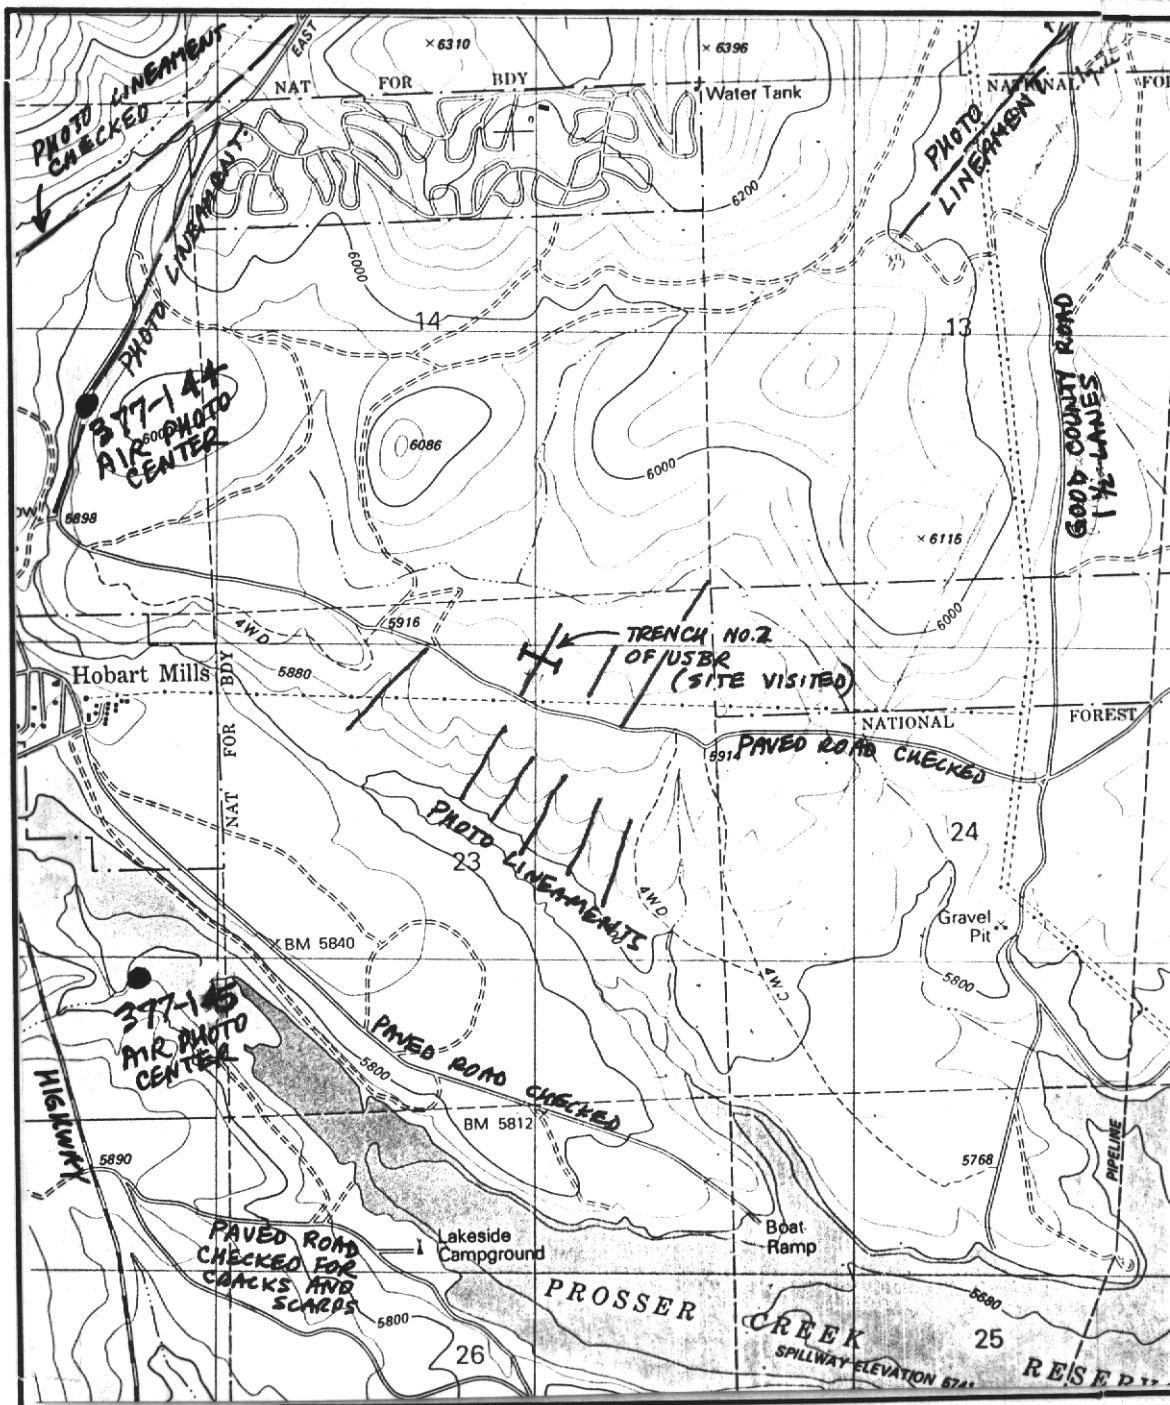 × 6310
× 6396
EAST
NAT FOR BDY
Water Tank
NATIONAL FOR
PHOTO LINEAMENT
CHECKED
PHOTO LINEAMENT
PHOTO
LINEAMENT
6200
6000
14
13
GOOD COUNTY ROAD
1 1/2 LANES
377-144
AIR PHOTO
CENTER
6000
6086
6000
5898
× 6115
6000
5916
4WD
TRENCH NO. 2
OF USBR
(SITE VISITED)
Hobart Mills
5880
NAT FOR BDY
NATIONAL FOREST
5914
PAVED ROAD CHECKED
PHOTO LINEAMENTS
23
24
4WD
4WD
Gravel
Pit
BM 5840
5800
377-145
AIR PHOTO
CENTER
PAVED ROAD CHECKED
5800
HIGHWAY
BM 5812
5890
5768
PIPELINE
PAVED ROAD
CHECKED FOR
CRACKS AND
SCARPS
Lakeside
Campground
Boat
Ramp
PROSSER CREEK
SPILLWAY ELEVATION 5741
5680
5800
26
25